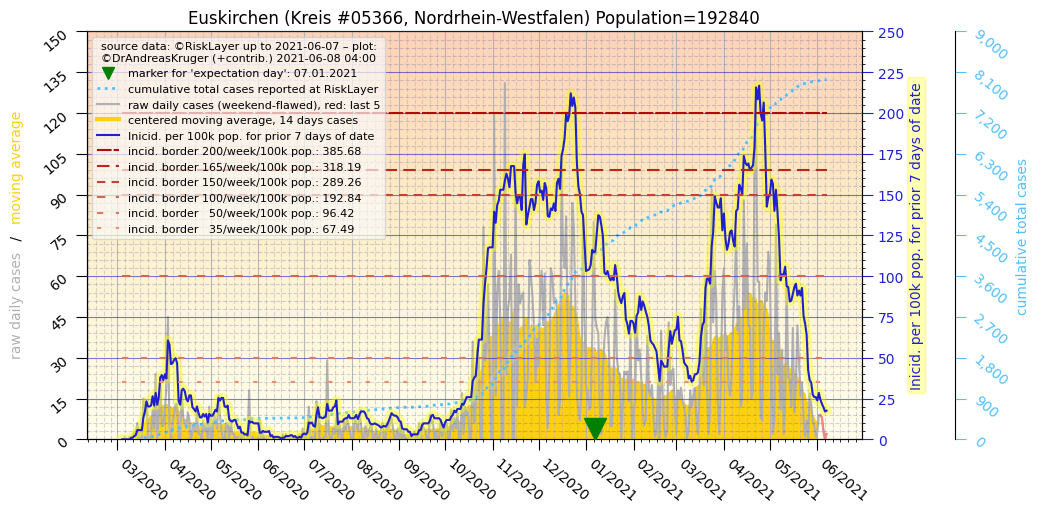 Euskirchen (Kreis #05366, Nordrhein-Westfalen) Population=192840
source data: ©RiskLayer up to 2021-06-07 – plot:
©DrAndreasKruger (+contrib.) 2021-06-08 04:00
marker for 'expectation day': 07.01.2021
cumulative total cases reported at RiskLayer
raw daily cases (weekend-flawed), red: last 5
centered moving average, 14 days cases
Inicid. per 100k pop. for prior 7 days of date
incid. border 200/week/100k pop.: 385.68
incid. border 165/week/100k pop.: 318.19
incid. border 150/week/100k pop.: 289.26
incid. border 100/week/100k pop.: 192.84
incid. border 50/week/100k pop.: 96.42
incid. border 35/week/100k pop.: 67.49
raw daily cases / moving average
150
135
120
105
90
75
60
45
30
15
0
250
225
200
175
150
125
100
75
50
25
0
Inicid. per 100k pop. for prior 7 days of date
9,000
8,100
7,200
6,300
5,400
4,500
3,600
2,700
1,800
900
0
cumulative total cases
03/2020
04/2020
05/2020
06/2020
07/2020
08/2020
09/2020
10/2020
11/2020
12/2020
01/2021
02/2021
03/2021
04/2021
05/2021
06/2021